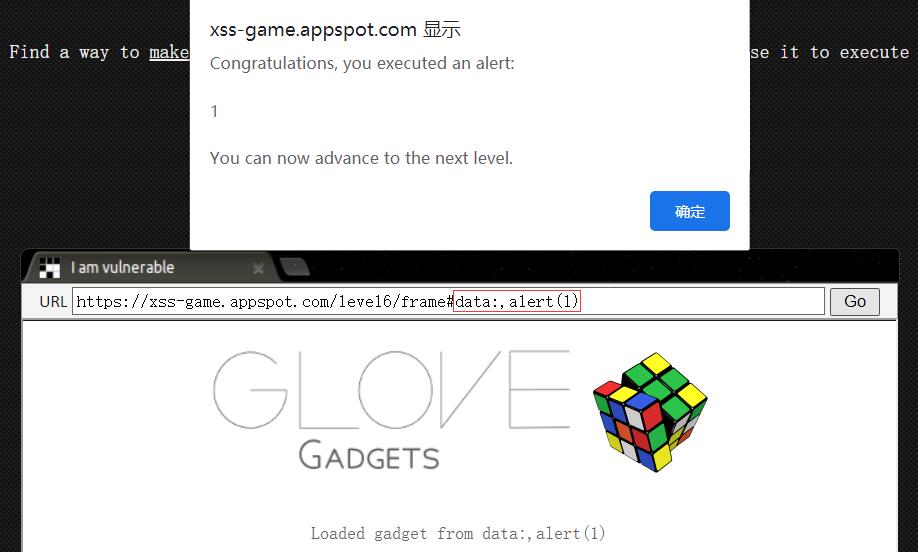 xss-game.appspot.com 显示
Find a way to make
se it to execute
Congratulations, you executed an alert:
1
You can now advance to the next level.
确定
I am vulnerable
URL https://xss-game.appspot.com/level6/frame#data:,alert(1) Go
GLOVE
GADGETS
Loaded gadget from data:,alert(1)